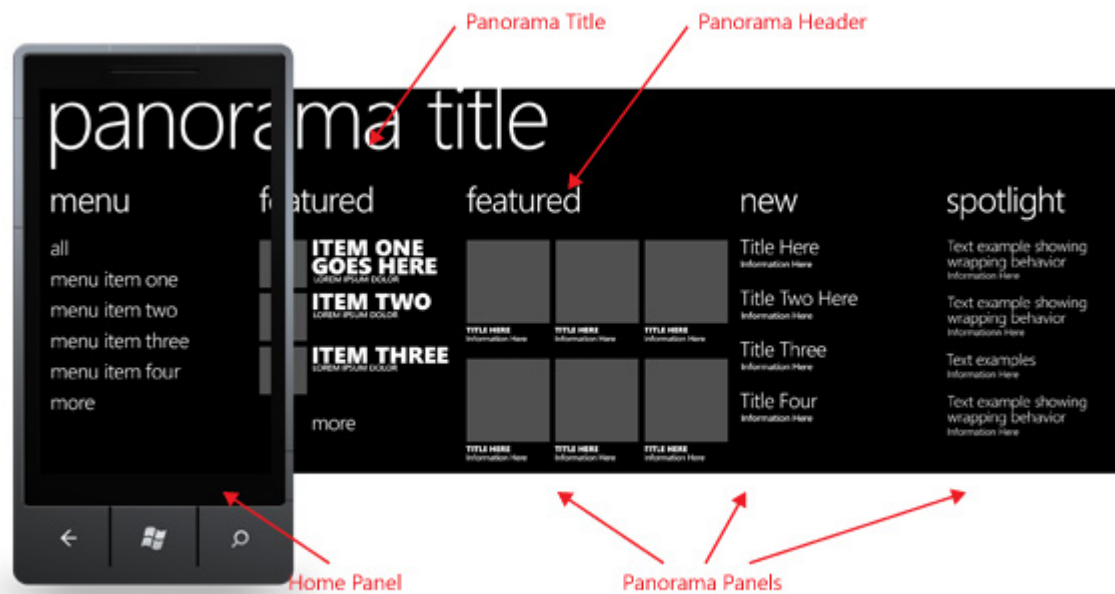 Panorama Title
Panorama Header
panorama title
menu
all
menu item one
menu item two
menu item three
menu item four
more
featured
ITEM ONE
GOES HERE
LOREM IPSUM DOLOR
ITEM TWO
LOREM IPSUM DOLOR
ITEM THREE
LOREM IPSUM DOLOR
more
featured
TITLE HERE
Information Here
TITLE HERE
Information Here
TITLE HERE
Information Here
TITLE HERE
Information Here
TITLE HERE
Information Here
TITLE HERE
Information Here
new
Title Here
Information Here
Title Two Here
Information Here
Title Three
Information Here
Title Four
Information Here
spotlight
Text example showing
wrapping behavior
Information Here
Text example showing
wrapping behavior
Informationn Here
Text examples
Information Here
Text example showing
wrapping behavior
Information Here
Home Panel
Panorama Panels